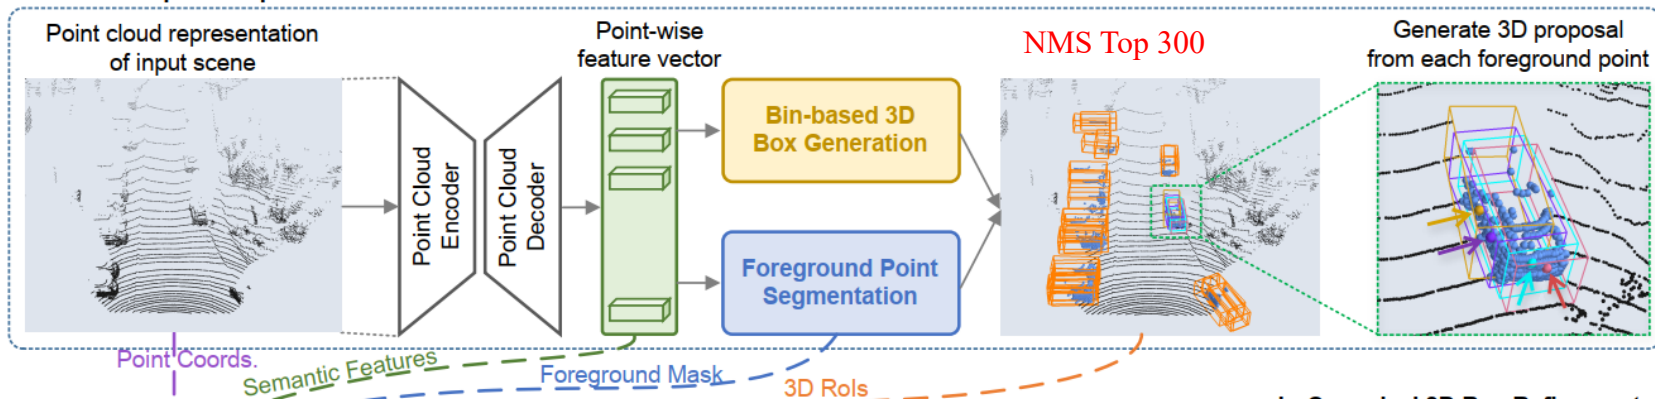 Point cloud representation
of input scene
Point-wise
feature vector
NMS Top 300
Generate 3D proposal
from each foreground point
Point Cloud
Encoder
Point Cloud
Decoder
Bin-based 3D
Box Generation
Foreground Point
Segmentation
Point Coords.
Semantic Features
Foreground Mask
3D RoIs